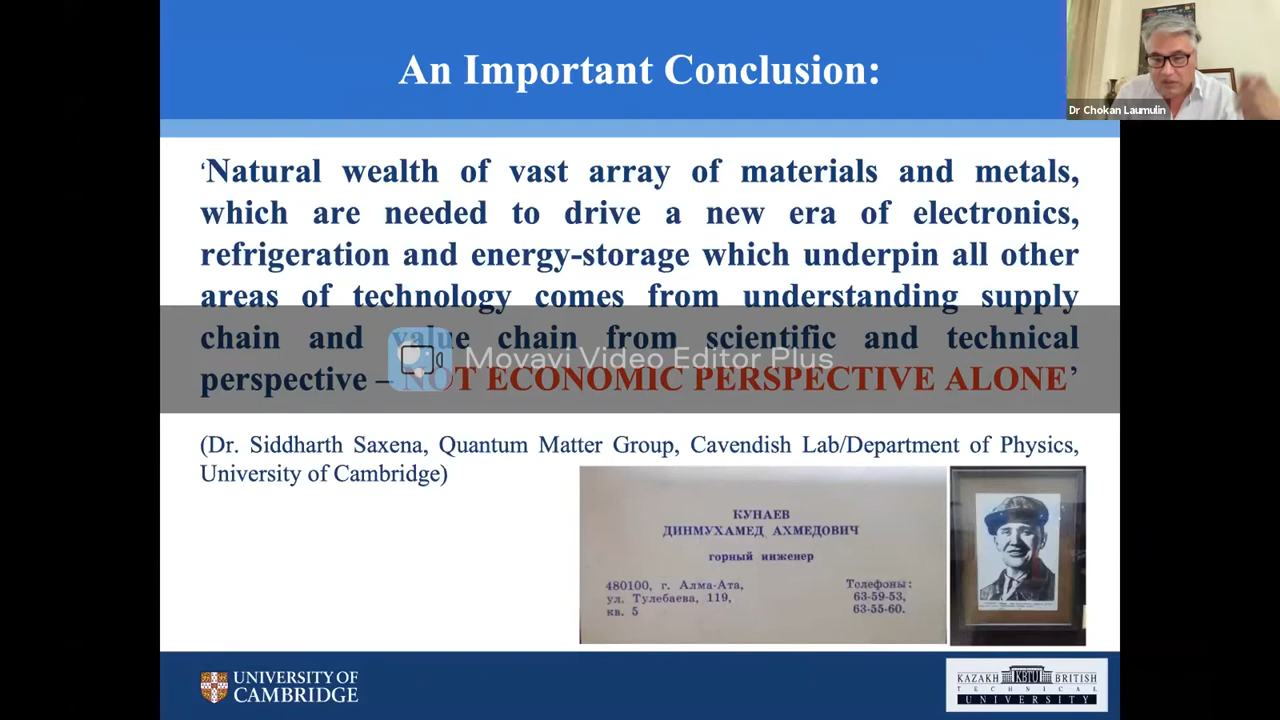 An Important Conclusion:
Dr Chokan Laumulin
‘Natural wealth of vast array of materials and metals,
which are needed to drive a new era of electronics,
refrigeration and energy-storage which underpin all other
areas of technology comes from understanding supply
chain and value chain from scientific and technical
perspective – NOT ECONOMIC PERSPECTIVE ALONE’
Movavi Video Editor Plus
(Dr. Siddharth Saxena, Quantum Matter Group, Cavendish Lab/Department of Physics,
University of Cambridge)
КУНАЕВ
ДИНМУХАМЕД АХМЕДОВИЧ
горный инженер
480100, г. Алма-Ата,
ул. Тулебаева, 119,
кв. 5
Телефоны:
63-59-53,
63-55-60.
UNIVERSITY OF
CAMBRIDGE
KAZAKH KBTU BRITISH
TECHNICAL
UNIVERSITY